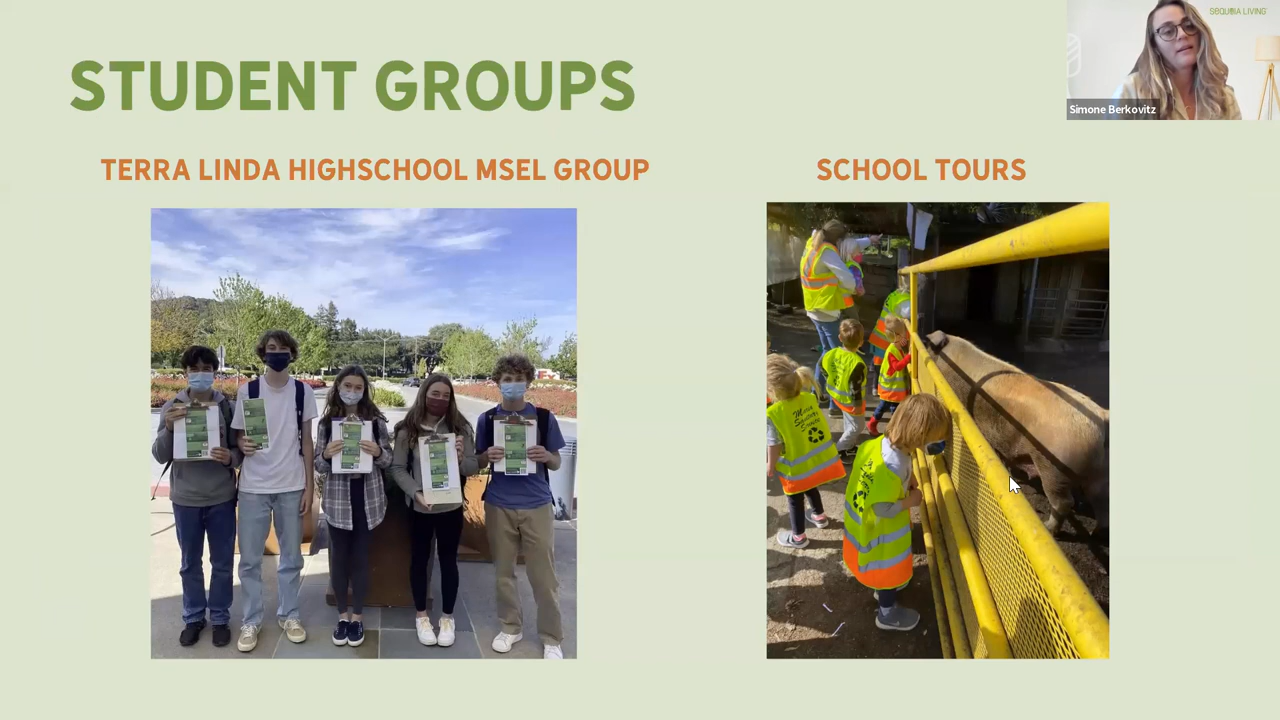 STUDENT GROUPS
SEQUOIA LIVING
Simone Berkovitz
TERRA LINDA HIGHSCHOOL MSEL GROUP
SCHOOL TOURS